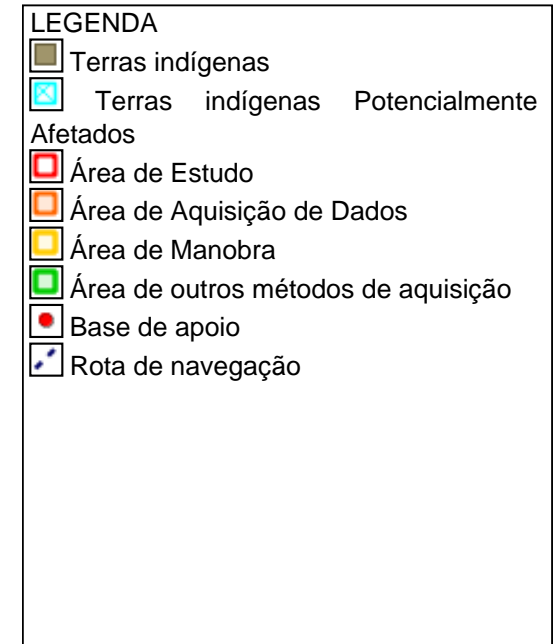 LEGENDA
Terras indígenas
Terras indígenas Potencialmente
Afetados
Área de Estudo
Área de Aquisição de Dados
Área de Manobra
Área de outros métodos de aquisição
Base de apoio
Rota de navegação